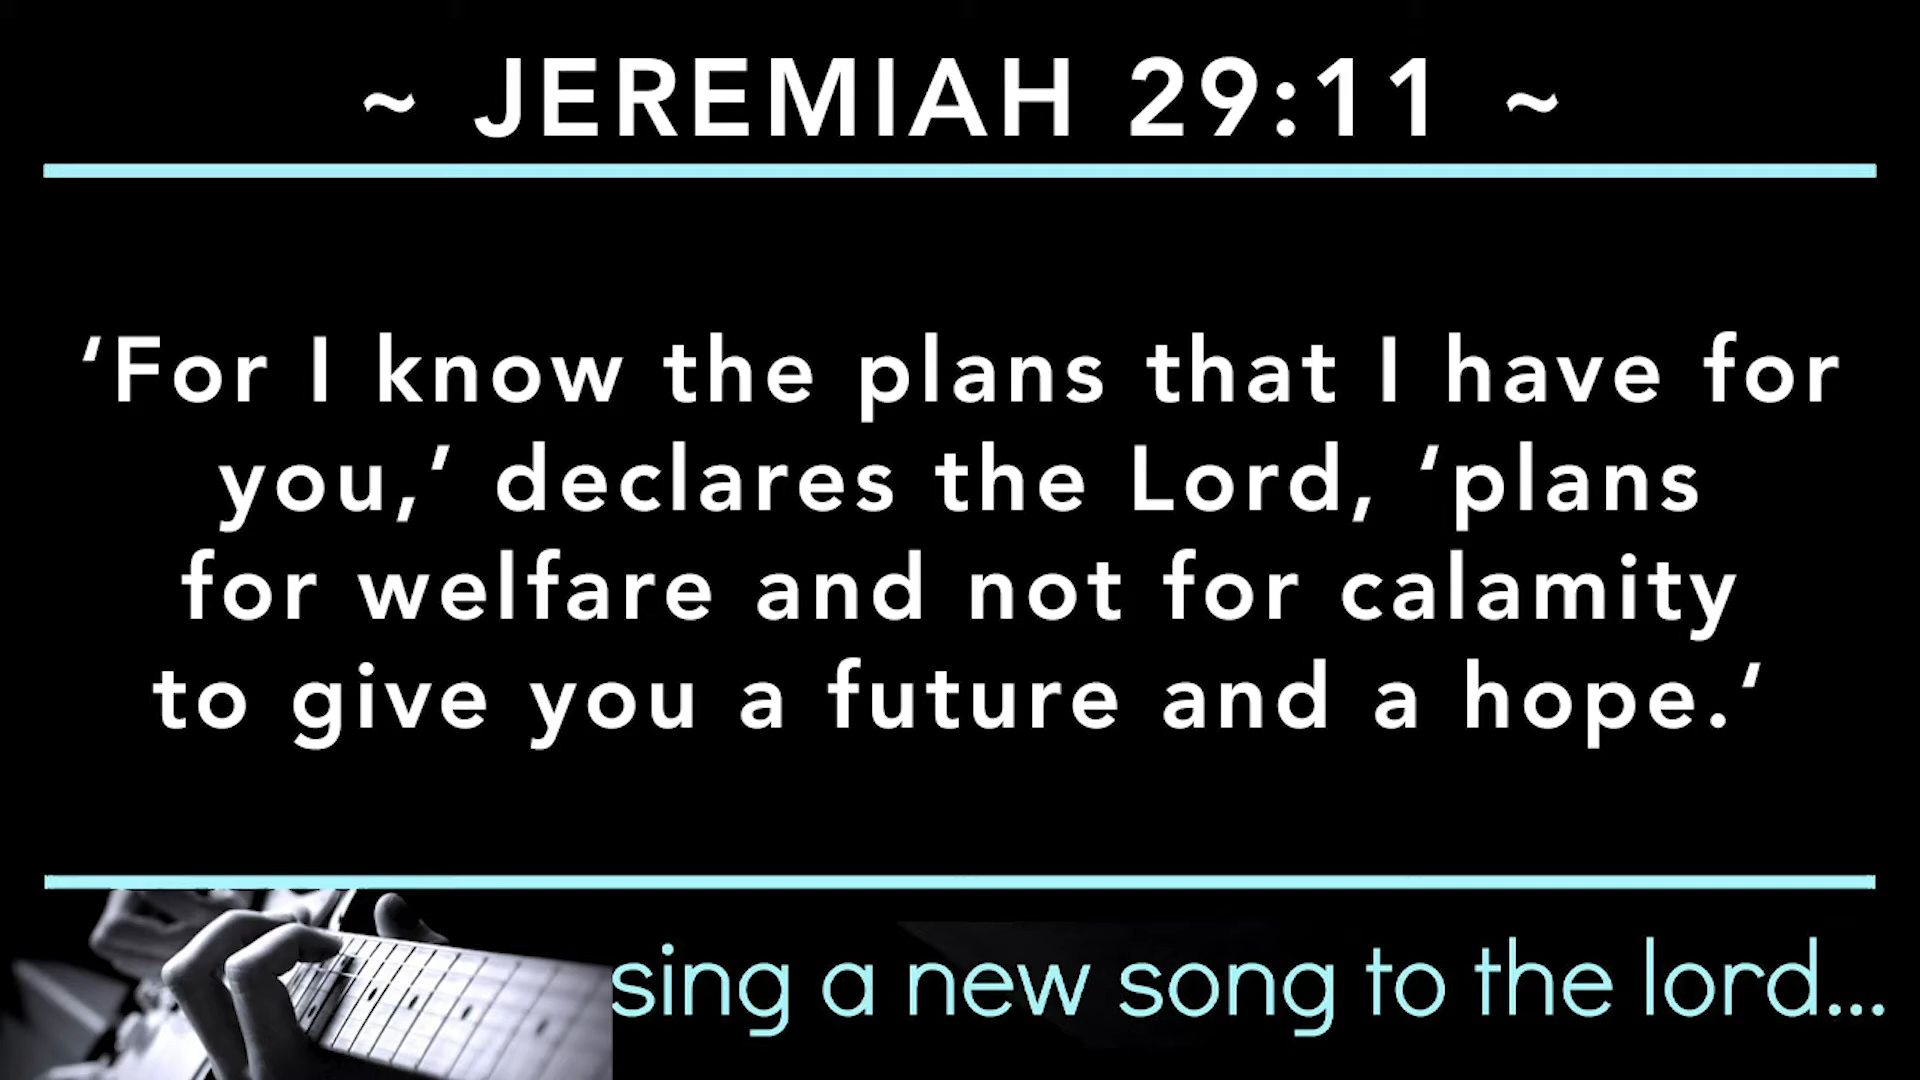 ~ JEREMIAH 29:11 ~
‘For I know the plans that I have for
you,’ declares the Lord, ‘plans
for welfare and not for calamity
to give you a future and a hope.‘
sing a new song to the lord...